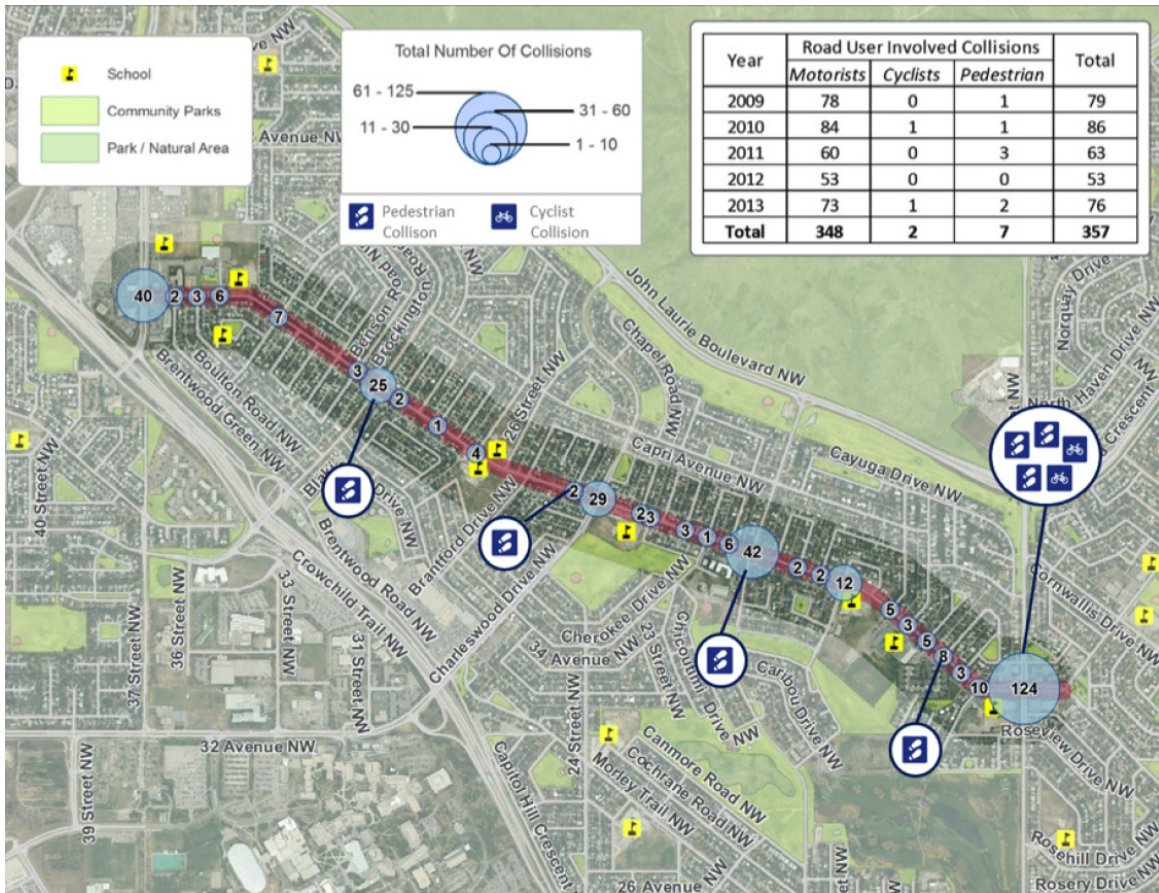 School
Community Parks
Park / Natural Area
Total Number Of Collisions
61 - 125
31 - 60
11 - 30
1 - 10
Pedestrian
Collison
Cyclist
Collision
Year
Road User Involved Collisions
Total
Motorists Cyclists Pedestrian
2009 78 0 1 79
2010 84 1 1 86
2011 60 0 3 63
2012 53 0 0 53
2013 73 1 2 76
Total 348 2 7 357
Avenue NW
John Laurie Boulevard NW
Norquay Drive NW
North Haven Drive NW
Crescent
Benson Road NW
Brockington
40
2
3
6
7
3
25
2
1
4
2
29
2
3
3
1
6
42
2
2
12
5
3
5
8
3
10
124
26 Street NW
Chapel Road NW
Capri Avenue NW
Cayuga Drive NW
Boulton Road NW
Brentwood Green NW
Drive NW
Brantford Drive NW
Brentwood Road NW
Crowchild Trail NW
Charleswood Drive NW
40 Street NW
37 Street NW
36 Street NW
33 Street NW
31 Street NW
39 Street NW
32 Avenue NW
Cherokee Drive NW
34 Avenue NW
23 Street NW
Chicoutimi Drive NW
Caribou Drive NW
24 Street NW
Canmore Road NW
Cochrane Road NW
Morley Trail NW
Capitol Hill Crescent
26 Avenue NW
Cornwallis Drive NW
Roseview Drive NW
Rosehill Drive NW
Rosery Drive NW